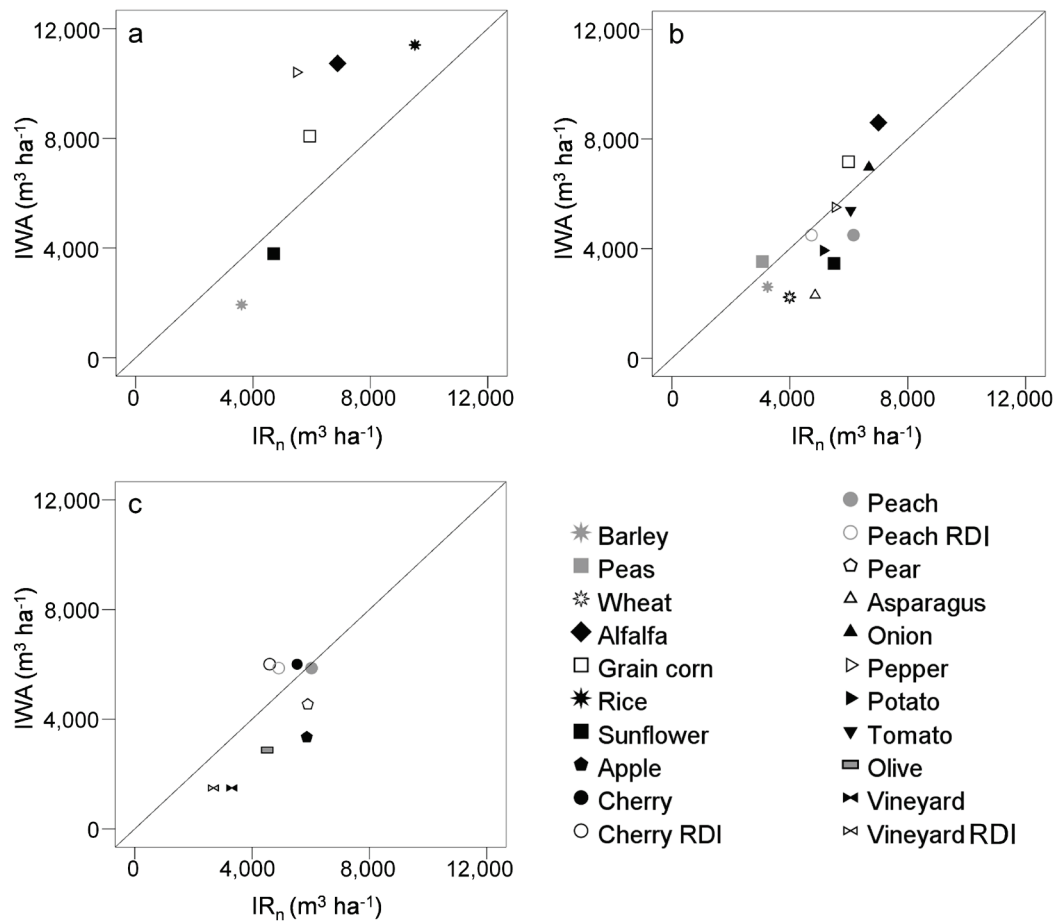 a
12,000
8,000
4,000
0
IWA (m³ ha⁻¹)
0 4,000 8,000 12,000
IRₙ (m³ ha⁻¹)
b
12,000
8,000
4,000
0
IWA (m³ ha⁻¹)
0 4,000 8,000 12,000
IRₙ (m³ ha⁻¹)
c
12,000
8,000
4,000
0
IWA (m³ ha⁻¹)
0 4,000 8,000 12,000
IRₙ (m³ ha⁻¹)
Barley
Peas
Wheat
Alfalfa
Grain corn
Rice
Sunflower
Apple
Cherry
Cherry RDI
Peach
Peach RDI
Pear
Asparagus
Onion
Pepper
Potato
Tomato
Olive
Vineyard
Vineyard RDI